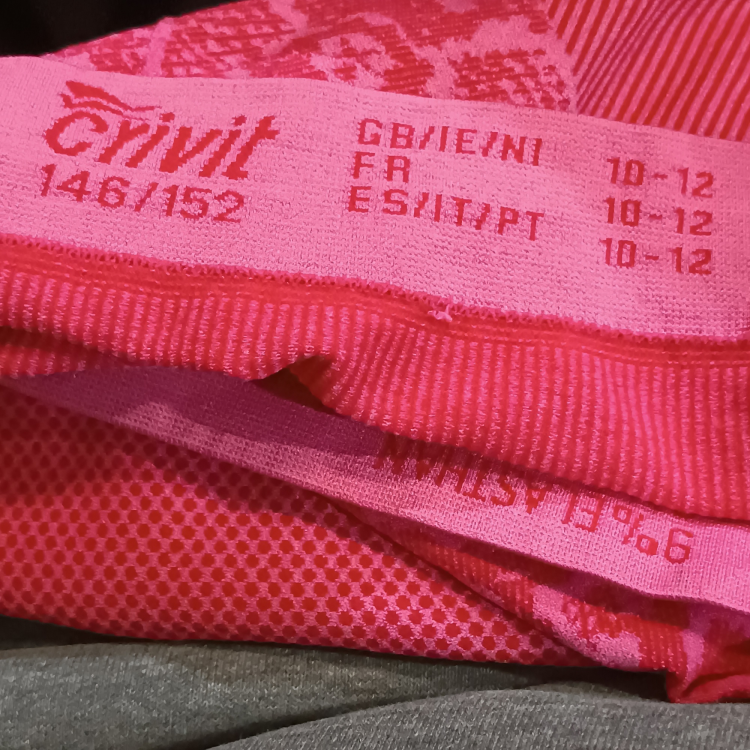 crivit
146/152
GB/IE/NI 10-12
FR 10-12
ES/IT/PT 10-12
9% ELASTHAN